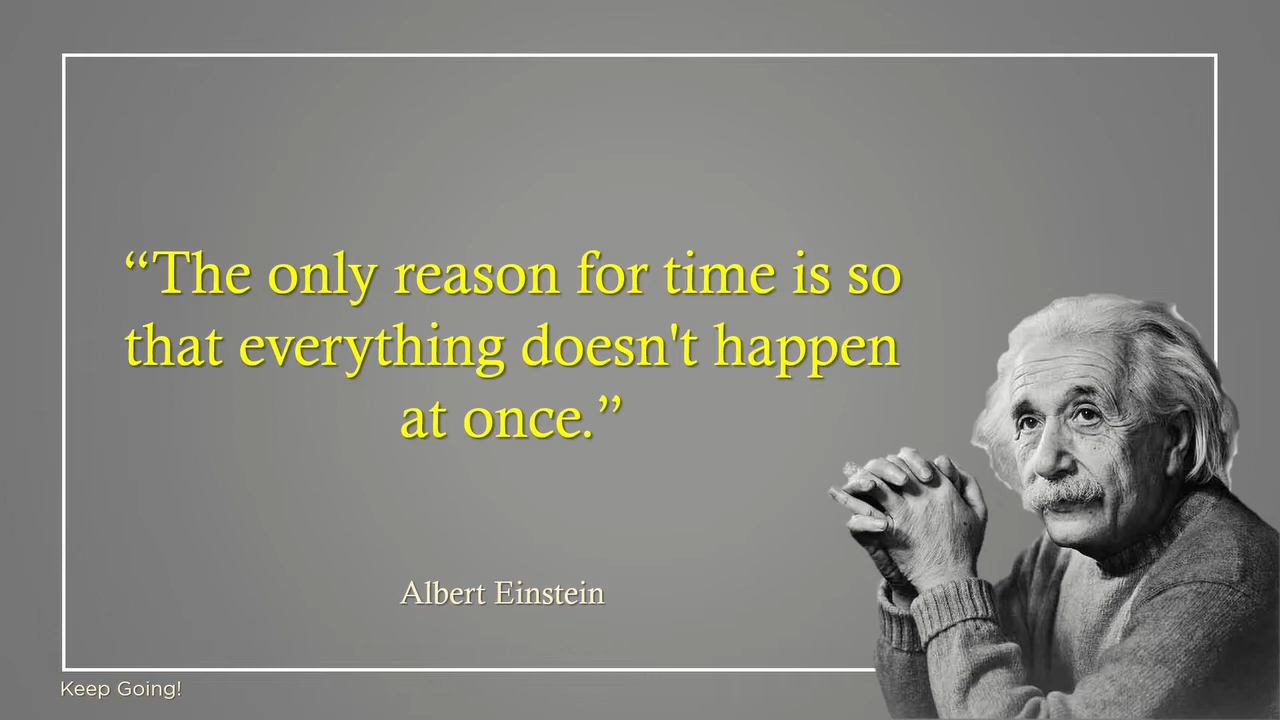 “The only reason for time is so
that everything doesn't happen
at once.”
Albert Einstein
Keep Going!